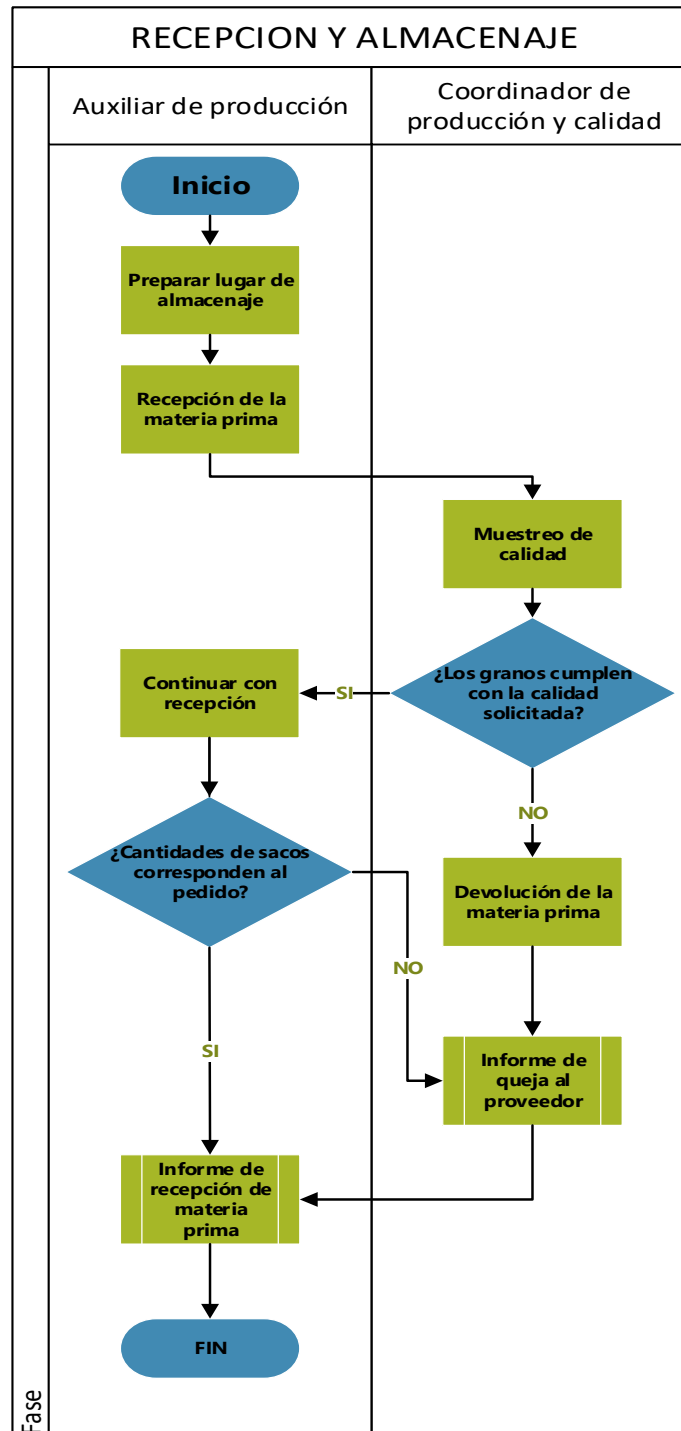 RECEPCION Y ALMACENAJE
Auxiliar de producción
Coordinador de
producción y calidad
Inicio
Preparar lugar de
almacenaje
Recepción de la
materia prima
Muestreo de
calidad
¿Los granos cumplen
con la calidad
solicitada?
SI
Continuar con
recepción
NO
¿Cantidades de sacos
corresponden al
pedido?
Devolución de la
materia prima
NO
SI
Informe de
queja al
proveedor
Informe de
recepción de
materia
prima
FIN
Fase